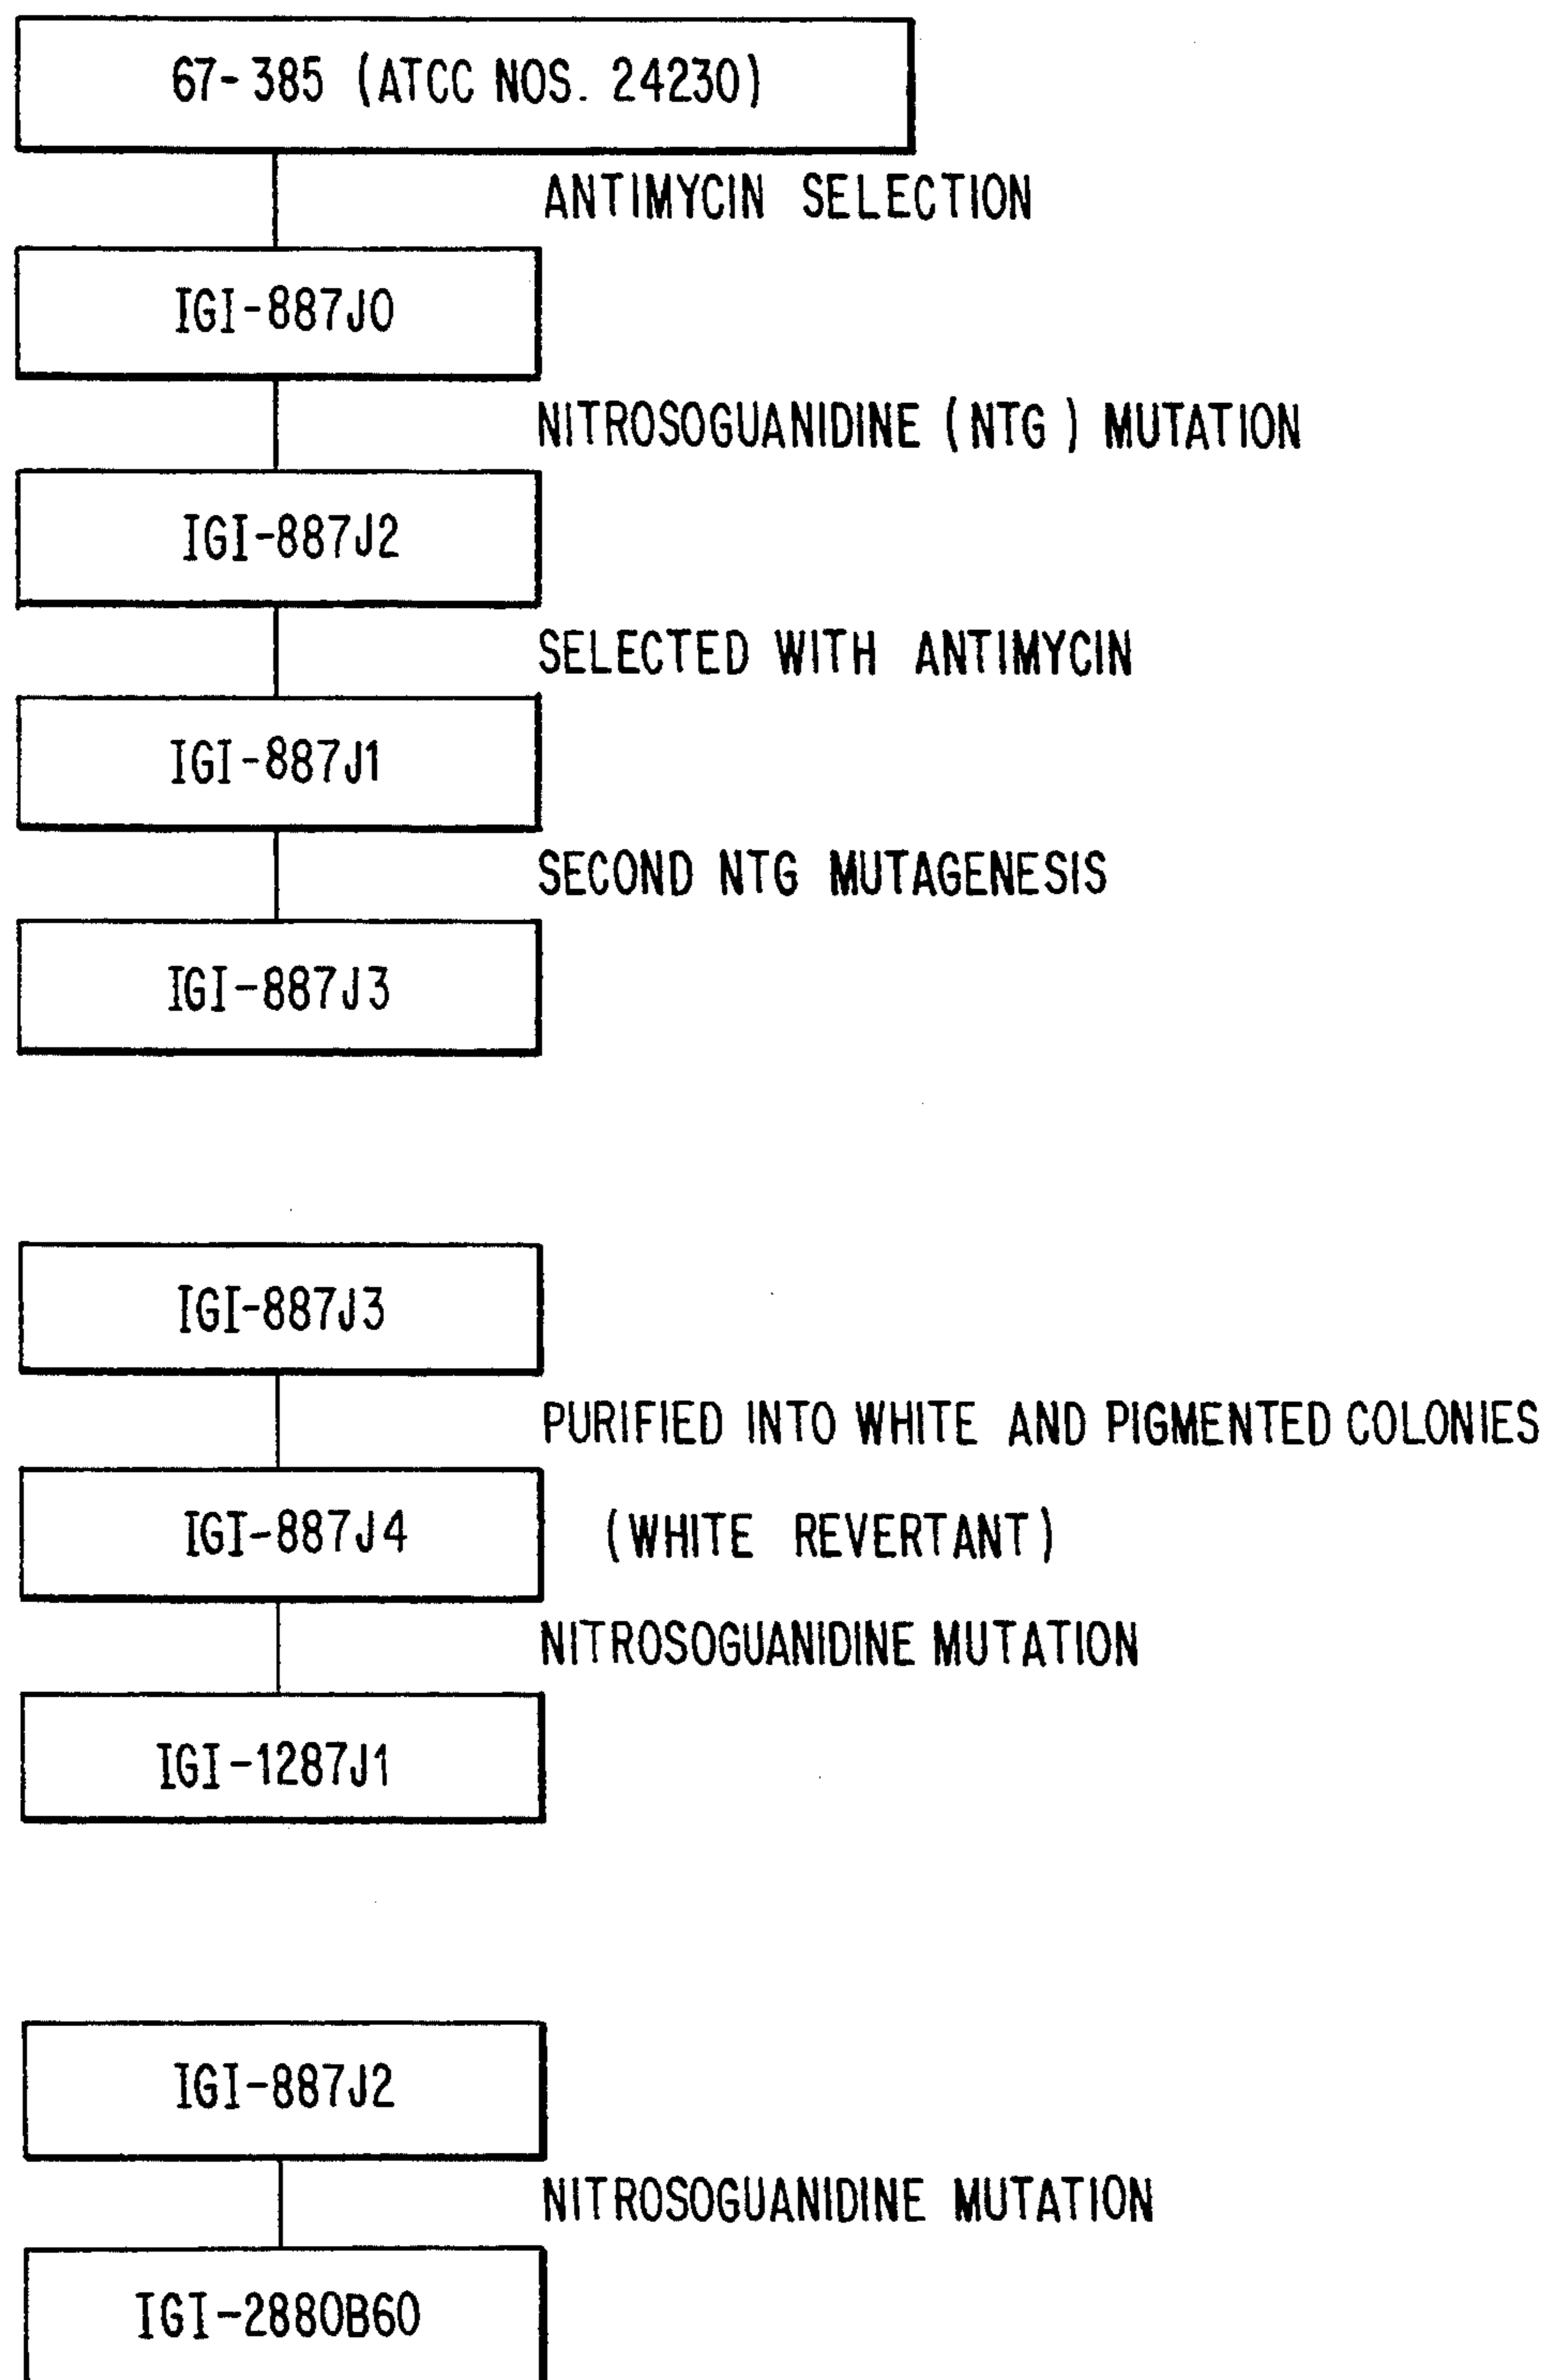 67-385 (ATCC NOS. 24230)
ANTIMYCIN SELECTION
IGI-887J0
NITROSOGUANIDINE (NTG) MUTATION
IGI-887J2
SELECTED WITH ANTIMYCIN
IGI-887J1
SECOND NTG MUTAGENESIS
IGI-887J3
IGI-887J3
PURIFIED INTO WHITE AND PIGMENTED COLONIES
IGI-887J4 (WHITE REVERTANT)
NITROSOGUANIDINE MUTATION
IGI-1287J1
IGI-887J2
NITROSOGUANIDINE MUTATION
IGI-2880B60